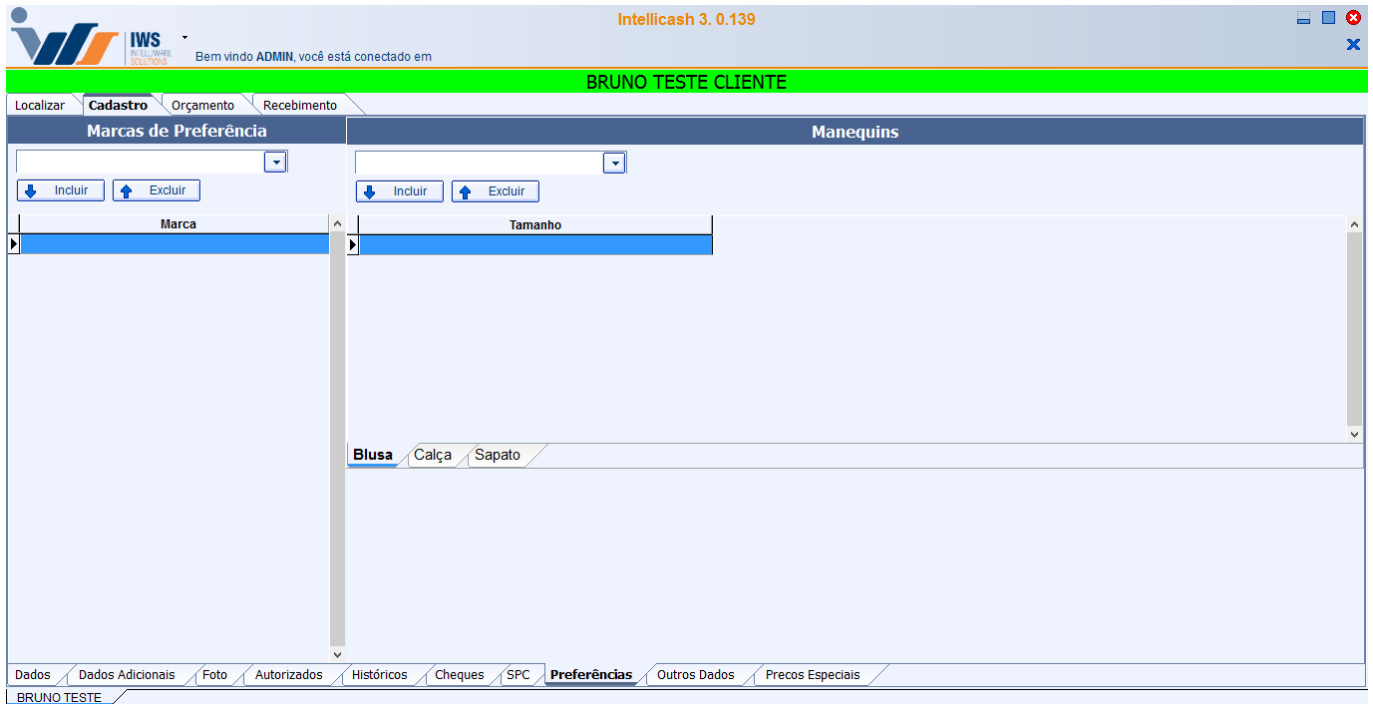 Intellicash 3. 0.139
IWS
INTELLIWARE
SOLUTIONS
Bem vindo ADMIN, você está conectado em
BRUNO TESTE CLIENTE
Localizar Cadastro Orçamento Recebimento
Marcas de Preferência Manequins
Incluir Excluir Incluir Excluir
Marca Tamanho
Blusa Calça Sapato
Dados Dados Adicionais Foto Autorizados Históricos Cheques SPC Preferências Outros Dados Precos Especiais
BRUNO TESTE